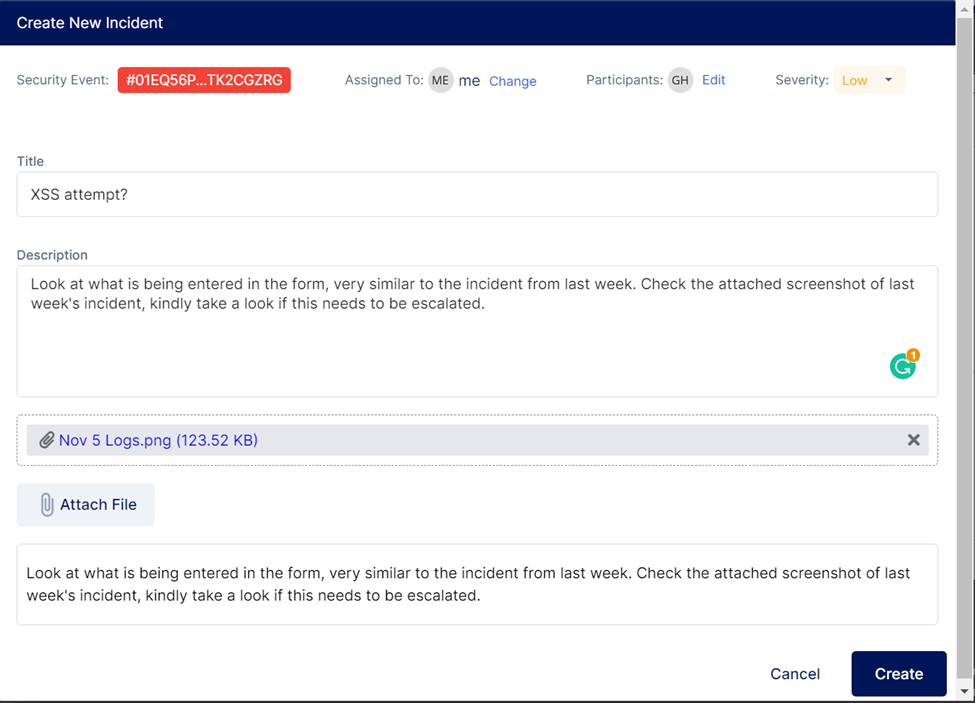 Create New Incident
Security Event: #01EQ56P...TK2CGZRG Assigned To: ME me Change Participants: GH Edit Severity: Low
Title
XSS attempt?
Description
Look at what is being entered in the form, very similar to the incident from last week. Check the attached screenshot of last
week's incident, kindly take a look if this needs to be escalated.
1
Nov 5 Logs.png (123.52 KB)
Attach File
Look at what is being entered in the form, very similar to the incident from last week. Check the attached screenshot of last
week's incident, kindly take a look if this needs to be escalated.
Cancel Create